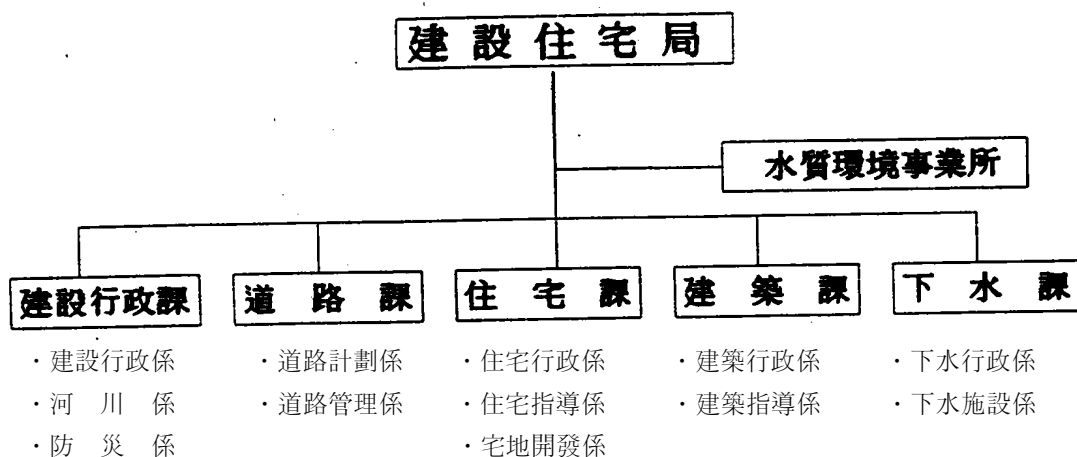 建設住宅局
水質環境事業所
建設行政課 道路課 住宅課 建築課 下水課
・建設行政係 ・道路計劃係 ・住宅行政係 ・建築行政係 ・下水行政係
・河川係 ・道路管理係 ・住宅指導係 ・建築指導係 ・下水施設係
・防災係 ・宅地開發係